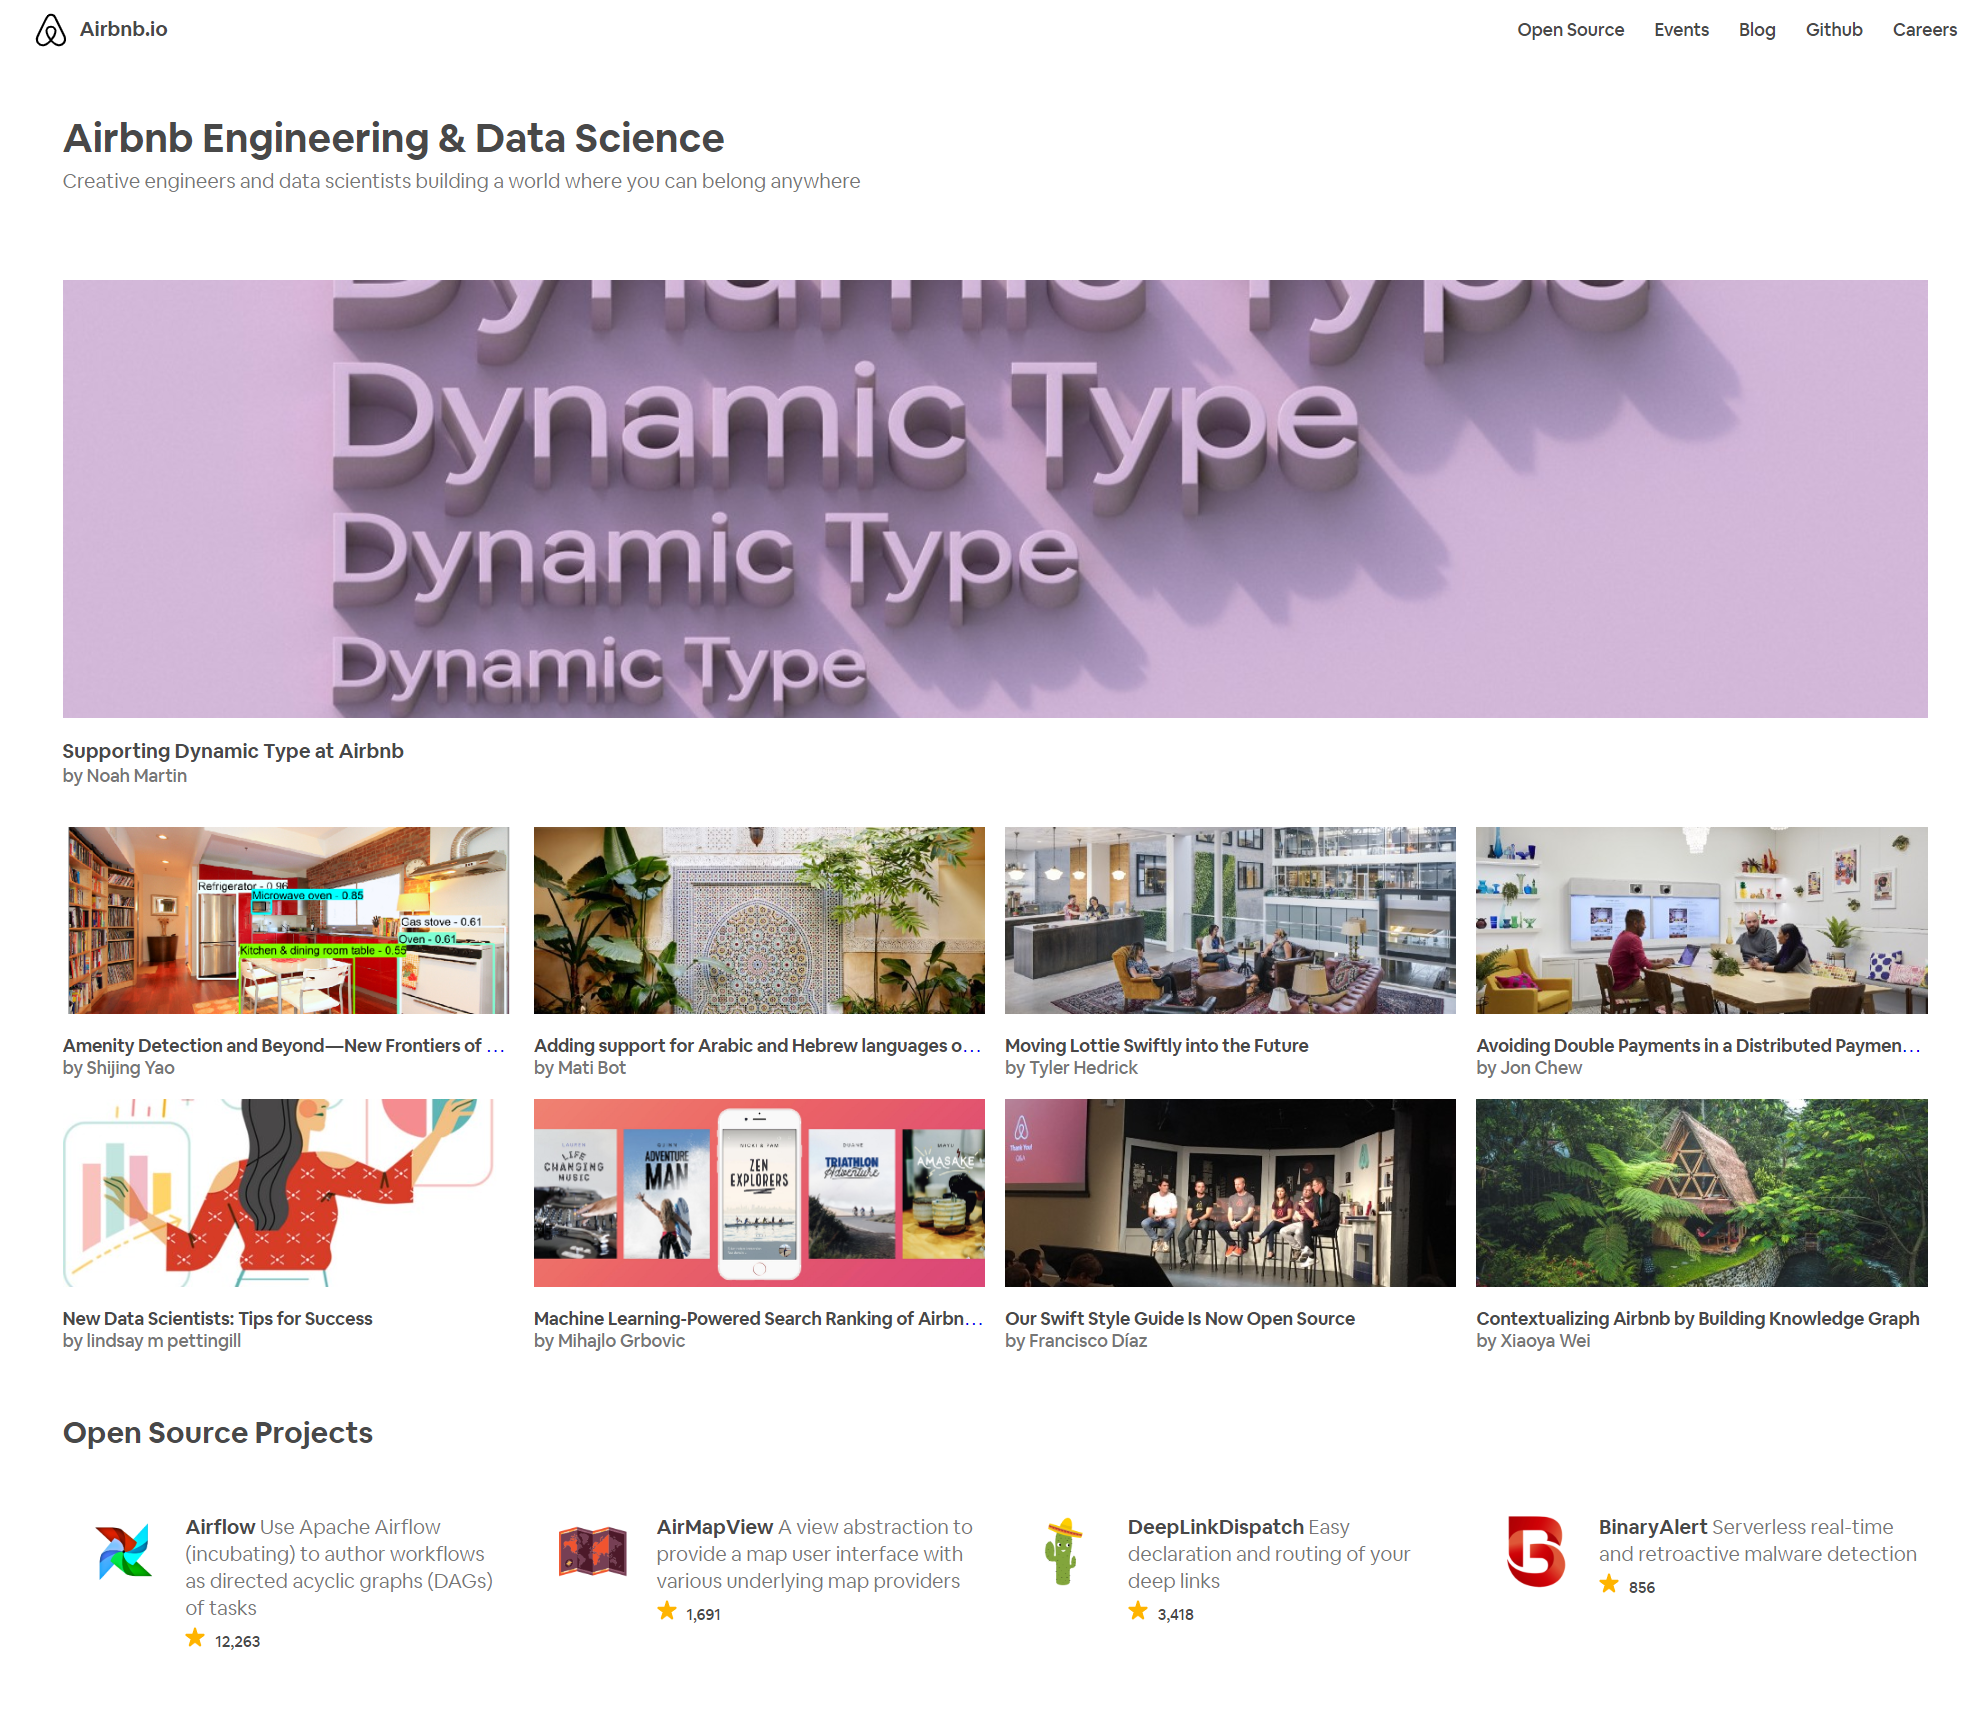 Airbnb.io
Open Source
Events
Blog
Github
Careers
Airbnb Engineering & Data Science
Creative engineers and data scientists building a world where you can belong anywhere
Dynamic Type
Dynamic Type
Dynamic Type
Dynamic Type
Supporting Dynamic Type at Airbnb
by Noah Martin
Refrigerator - 0.96
Microwave oven - 0.85
Gas stove - 0.61
Oven - 0.61
Kitchen & dining room table - 0.55
Amenity Detection and Beyond—New Frontiers of ...
by Shijing Yao
Adding support for Arabic and Hebrew languages o...
by Mati Bot
Moving Lottie Swiftly into the Future
by Tyler Hedrick
Avoiding Double Payments in a Distributed Paymen...
by Jon Chew
LAUREN
LIFE
CHANGING
MUSIC
QUINN
ADVENTURE
MAN
NICKI & PAM
ZEN
EXPLORERS
DUANE
TRIATHLON
Adventure
MAYU
AMASAKE
Thank You!
Q&A
New Data Scientists: Tips for Success
by lindsay m pettingill
Machine Learning-Powered Search Ranking of Airbn...
by Mihajlo Grbovic
Our Swift Style Guide Is Now Open Source
by Francisco Díaz
Contextualizing Airbnb by Building Knowledge Graph
by Xiaoya Wei
Open Source Projects
Airflow Use Apache Airflow
(incubating) to author workflows
as directed acyclic graphs (DAGs)
of tasks
12,263
AirMapView A view abstraction to
provide a map user interface with
various underlying map providers
1,691
DeepLinkDispatch Easy
declaration and routing of your
deep links
3,418
BinaryAlert Serverless real-time
and retroactive malware detection
856